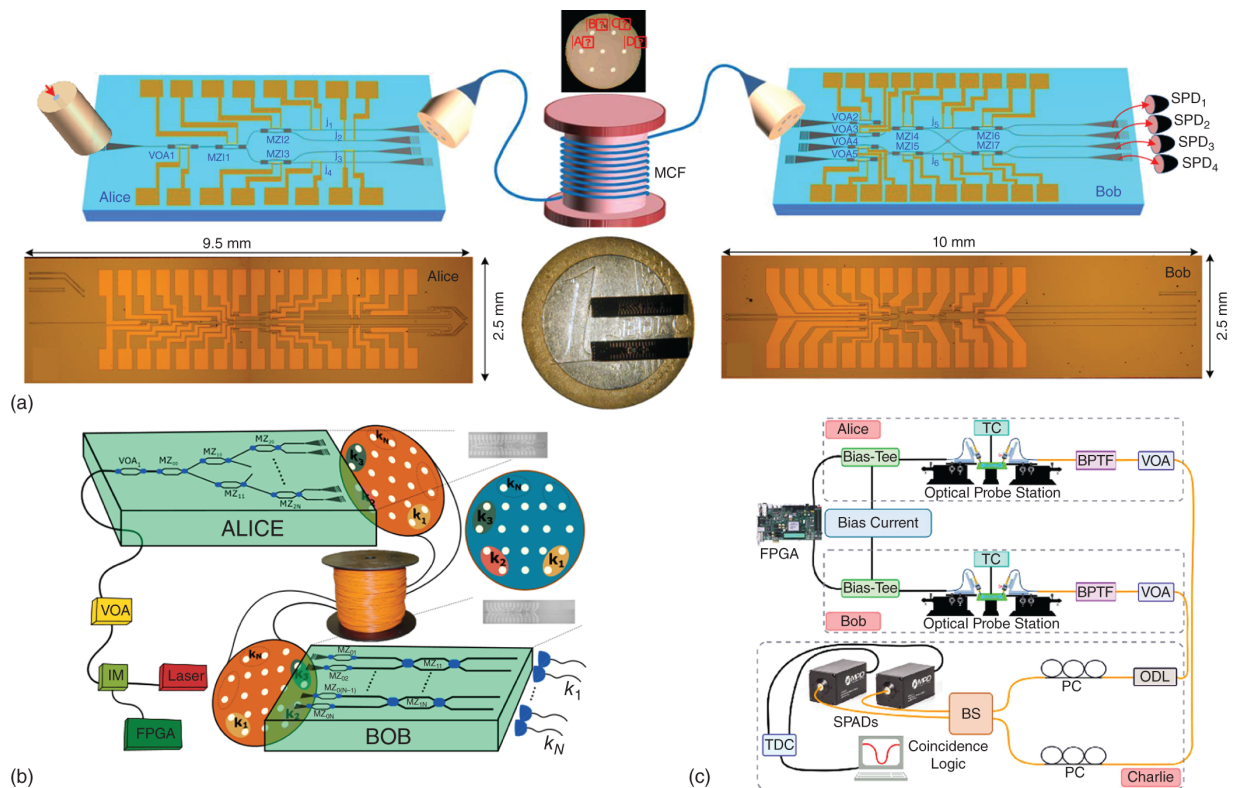 A B C D
VOA1
MZI1
MZI2
MZI3
j1
j2
j3
j4
Alice
MCF
VOA2
VOA3
VOA4
VOA5
MZI4
MZI5
j5
j6
MZI6
MZI7
Bob
SPD1
SPD2
SPD3
SPD4
9.5 mm
Alice
2.5 mm
10 mm
Bob
2.5 mm
(a)
VOA
MZ10
MZ11
MZ2N
ALICE
kN
k3
k2
k1
kN
k3
k2
k1
VOA
IM
Laser
FPGA
kN
k3
k2
k1
MZ01
MZ02
MZ0(N−1)
MZ0N
MZ11
MZ1N
BOB
k1
kN
(b)
Alice
TC
Bias-Tee
BPTF
VOA
Optical Probe Station
FPGA
Bias Current
TC
Bias-Tee
BPTF
VOA
Bob
Optical Probe Station
SPADs
BS
PC
ODL
TDC
Coincidence
Logic
PC
Charlie
(c)